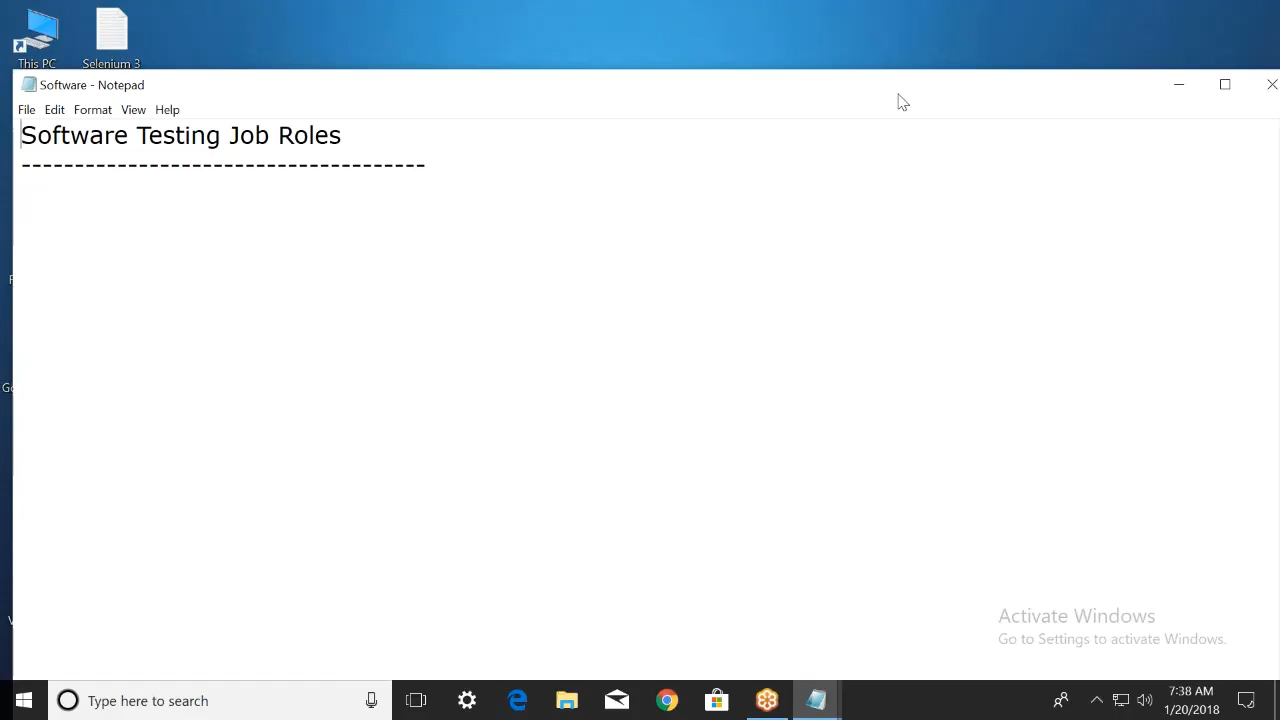 This PC
Selenium 3
Software - Notepad
File Edit Format View Help
Software Testing Job Roles
--------------------------------------
Activate Windows
Go to Settings to activate Windows.
Type here to search
7:38 AM
1/20/2018